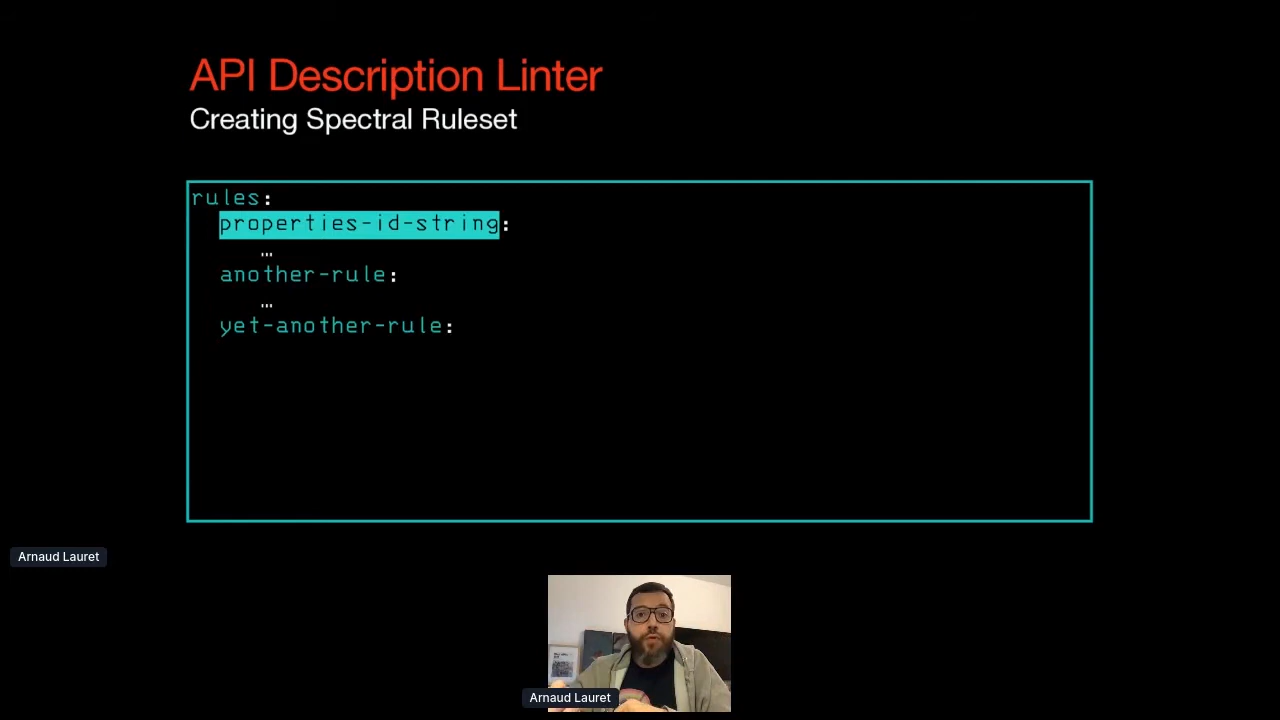 API Description Linter
Creating Spectral Ruleset
rules:
properties-id-string:
…
another-rule:
…
yet-another-rule:
Arnaud Lauret
Arnaud Lauret